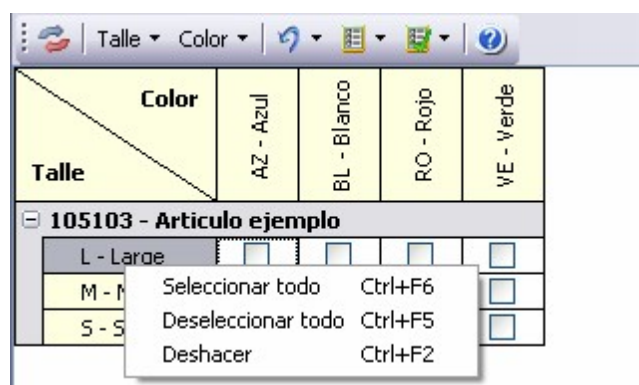 Talle Color
Color
Talle
AZ - Azul
BL - Blanco
RO - Rojo
VE - Verde
105103 - Articulo ejemplo
L - Large
M - M
S - S
Seleccionar todo Ctrl+F6
Deseleccionar todo Ctrl+F5
Deshacer Ctrl+F2